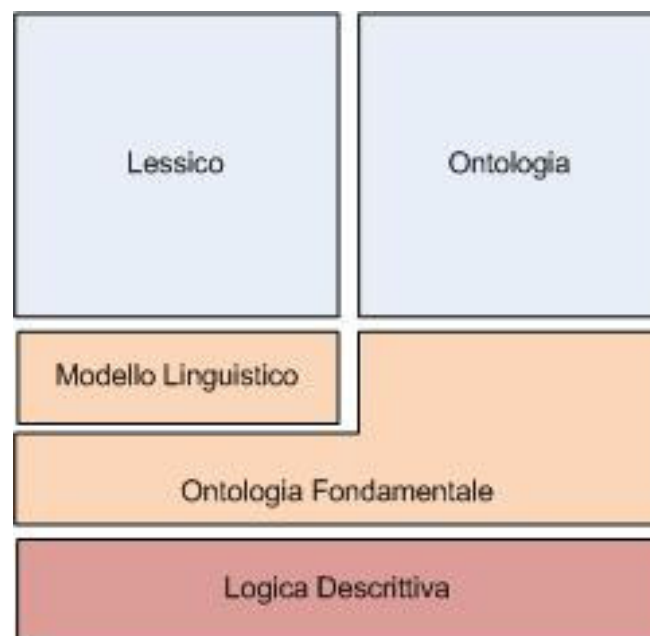 Lessico
Ontologia
Modello Linguistico
Ontologia Fondamentale
Logica Descrittiva